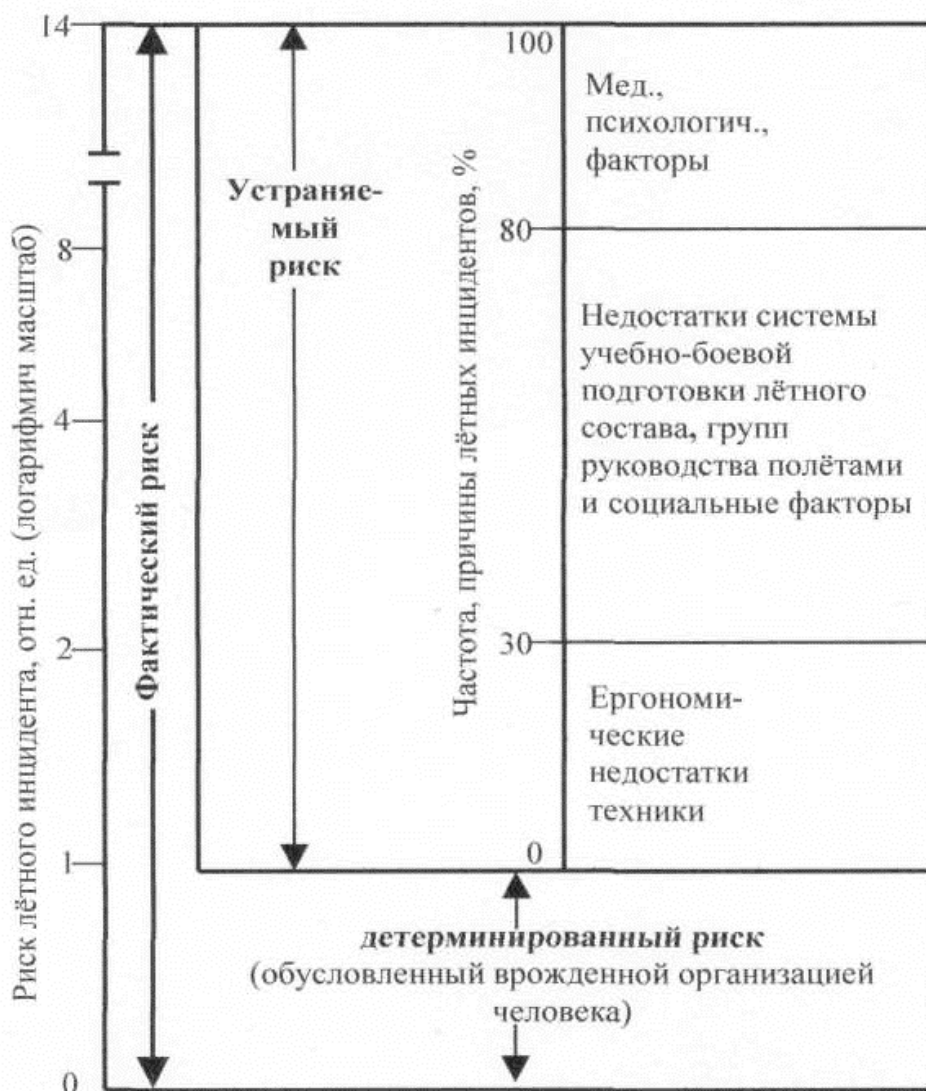 Риск лётного инцидента, отн. ед. (логарифмич масштаб)
14
8
4
2
1
0
Фактический риск
Устраняе-
мый
риск
Частота, причины лётных инцидентов, %
100
80
30
0
Мед.,
психологич.,
факторы
Недостатки системы
учебно-боевой
подготовки лётного
состава, групп
руководства полётами
и социальные факторы
Ергономи-
ческие
недостатки
техники
детерминированный риск
(обусловленный врожденной организацией
человека)